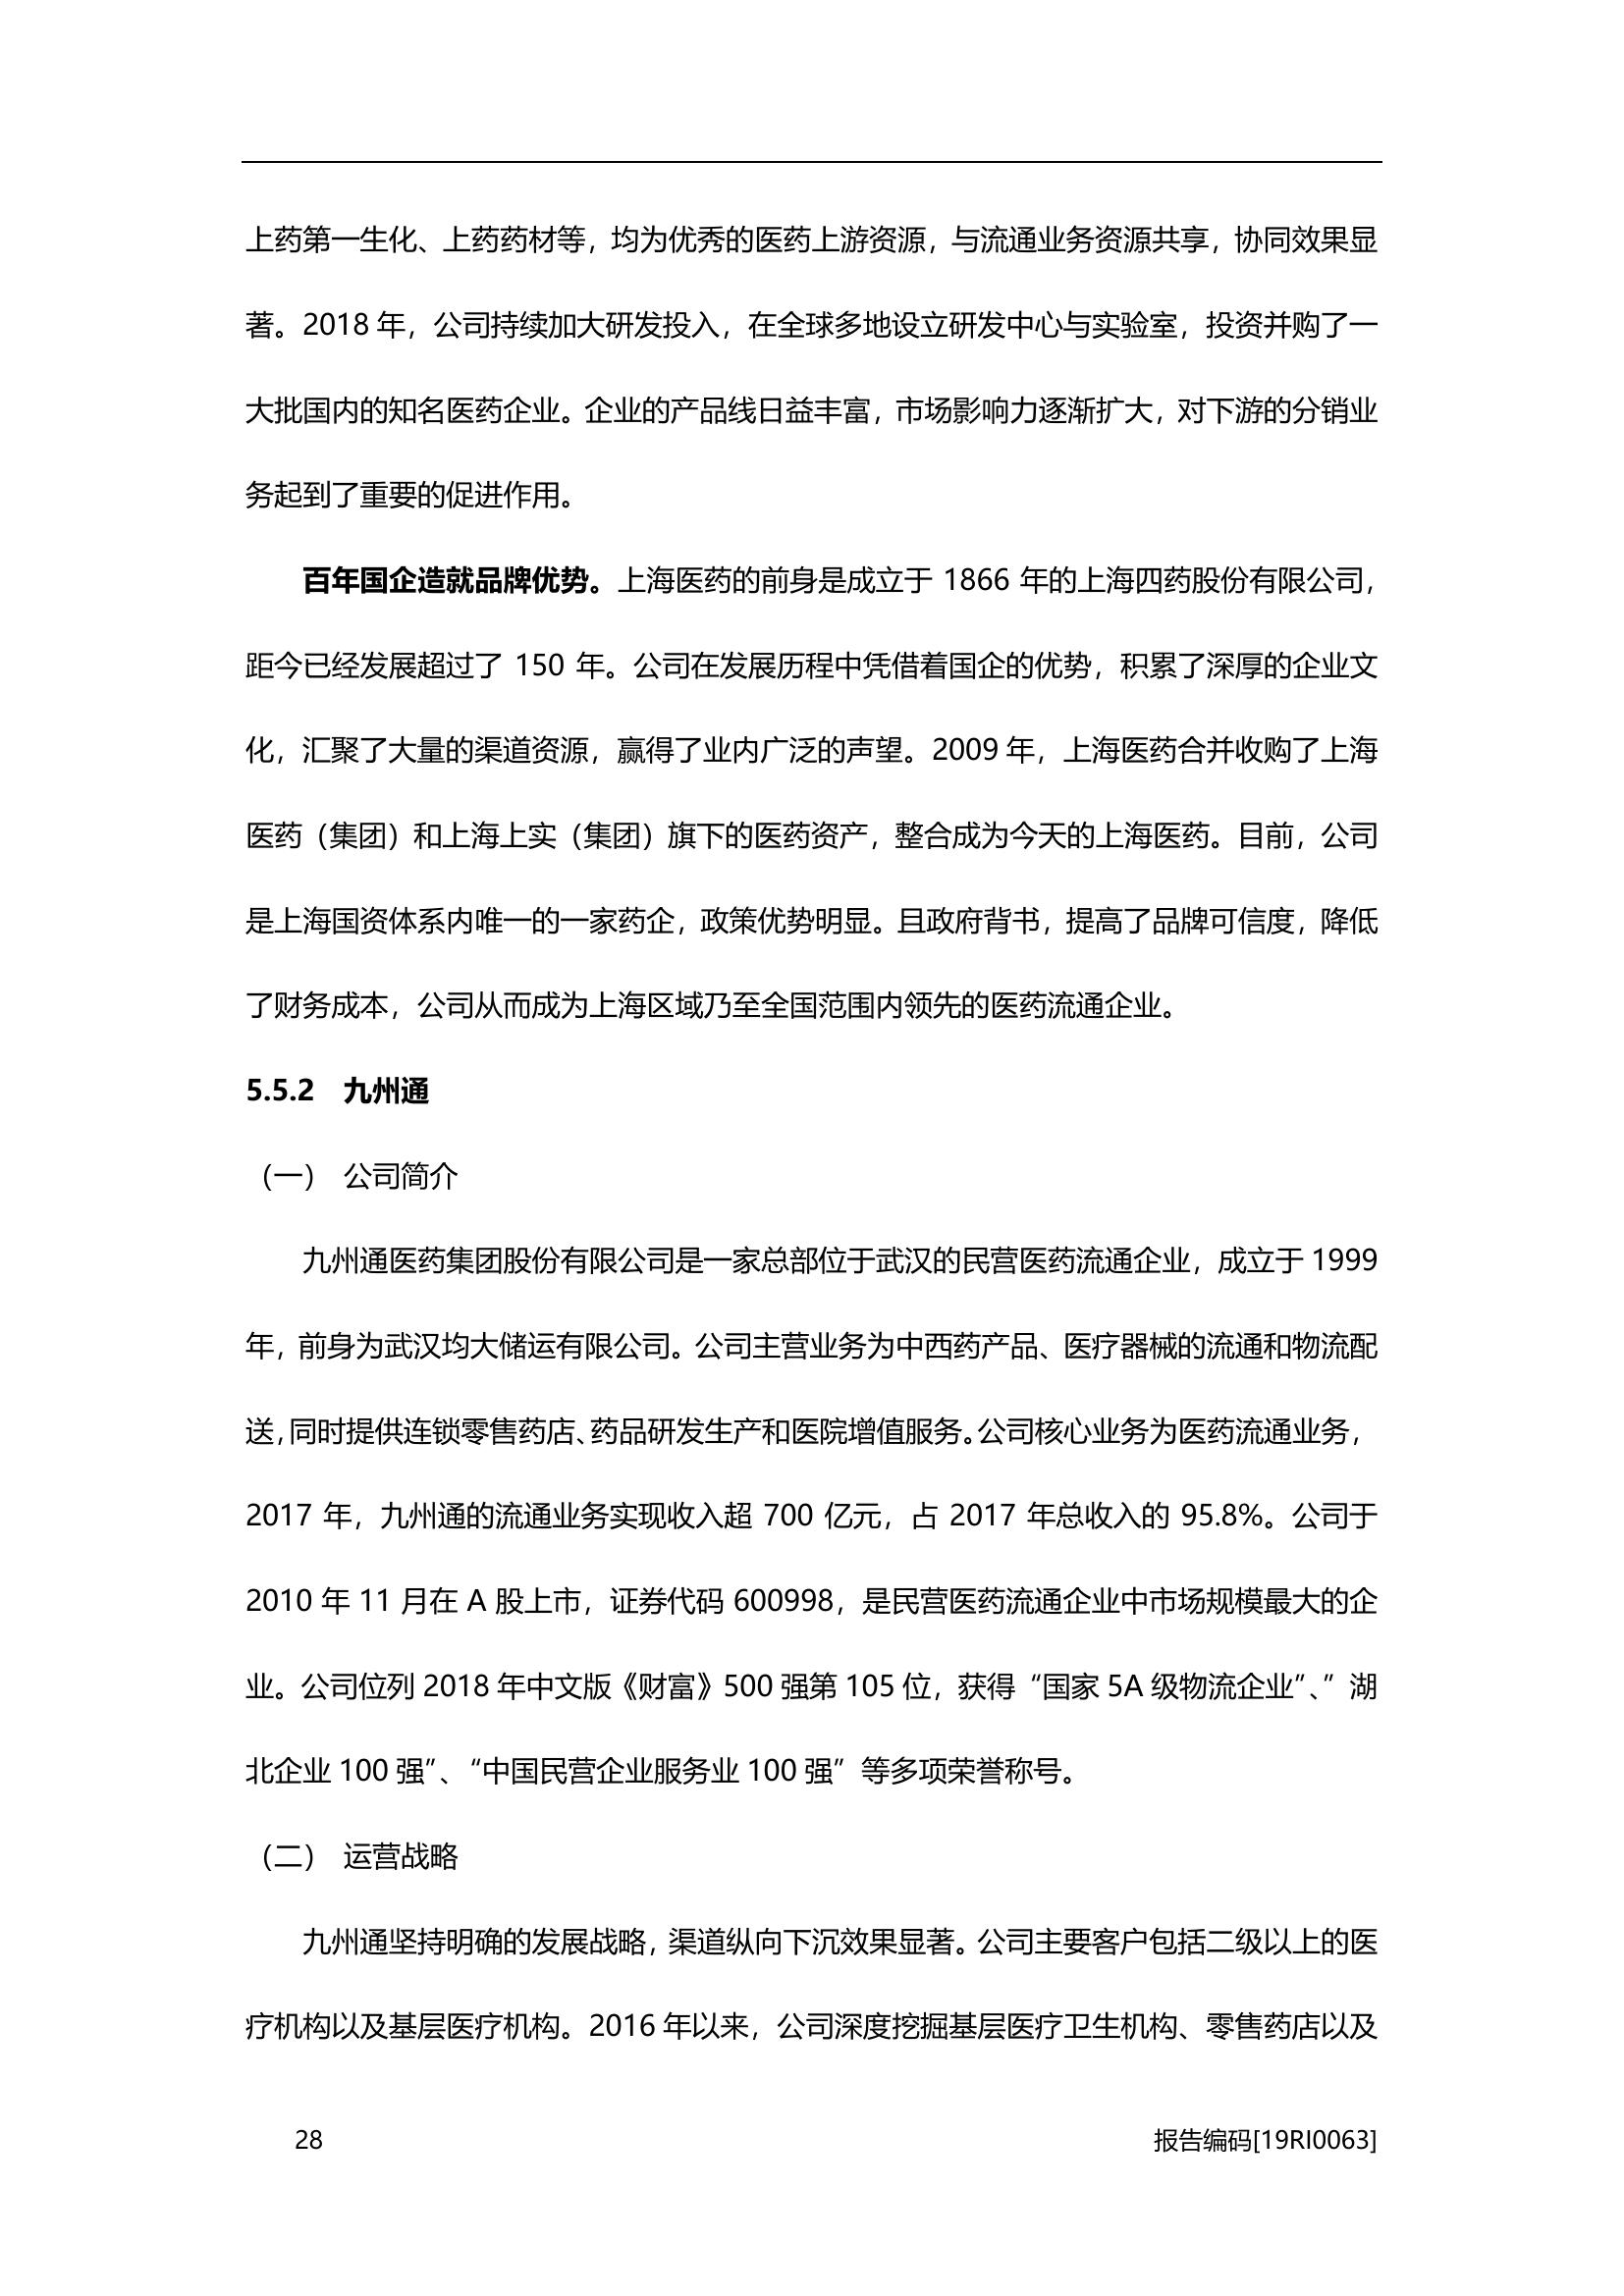 上药第一生化、上药药材等，均为优秀的医药上游资源，与流通业务资源共享，协同效果显
著。2018 年，公司持续加大研发投入，在全球多地设立研发中心与实验室，投资并购了一
大批国内的知名医药企业。企业的产品线日益丰富，市场影响力逐渐扩大，对下游的分销业
务起到了重要的促进作用。
百年国企造就品牌优势。上海医药的前身是成立于 1866 年的上海四药股份有限公司，
距今已经发展超过了 150 年。公司在发展历程中凭借着国企的优势，积累了深厚的企业文
化，汇聚了大量的渠道资源，赢得了业内广泛的声望。2009 年，上海医药合并收购了上海
医药（集团）和上海上实（集团）旗下的医药资产，整合成为今天的上海医药。目前，公司
是上海国资体系内唯一的一家药企，政策优势明显。且政府背书，提高了品牌可信度，降低
了财务成本，公司从而成为上海区域乃至全国范围内领先的医药流通企业。
5.5.2 九州通
（一） 公司简介
九州通医药集团股份有限公司是一家总部位于武汉的民营医药流通企业，成立于 1999
年，前身为武汉均大储运有限公司。公司主营业务为中西药产品、医疗器械的流通和物流配
送，同时提供连锁零售药店、药品研发生产和医院增值服务。公司核心业务为医药流通业务，
2017 年，九州通的流通业务实现收入超 700 亿元，占 2017 年总收入的 95.8%。公司于
2010 年 11 月在 A 股上市，证券代码 600998，是民营医药流通企业中市场规模最大的企
业。公司位列 2018 年中文版《财富》500 强第 105 位，获得“国家 5A 级物流企业”、”湖
北企业 100 强”、“中国民营企业服务业 100 强”等多项荣誉称号。
（二） 运营战略
九州通坚持明确的发展战略，渠道纵向下沉效果显著。公司主要客户包括二级以上的医
疗机构以及基层医疗机构。2016 年以来，公司深度挖掘基层医疗卫生机构、零售药店以及
28 报告编码[19RI0063]